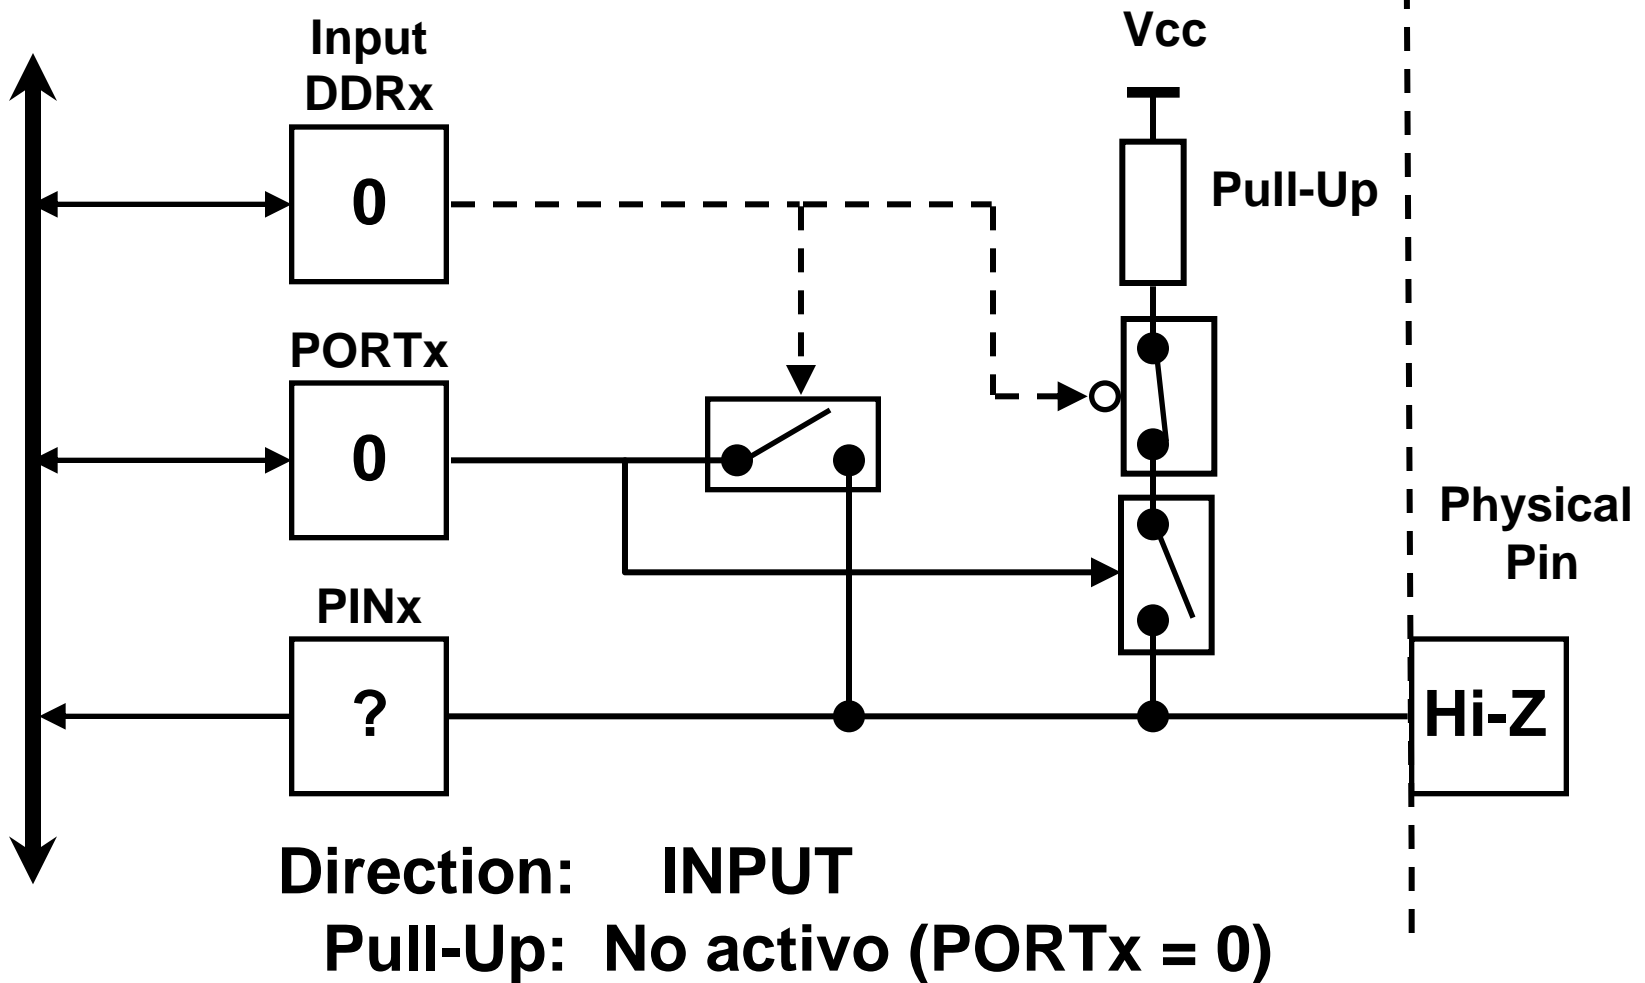 Input
DDRx
0
Vcc
Pull-Up
PORTx
0
Physical
Pin
PINx
?
Hi-Z
Direction: INPUT
Pull-Up: No activo (PORTx = 0)